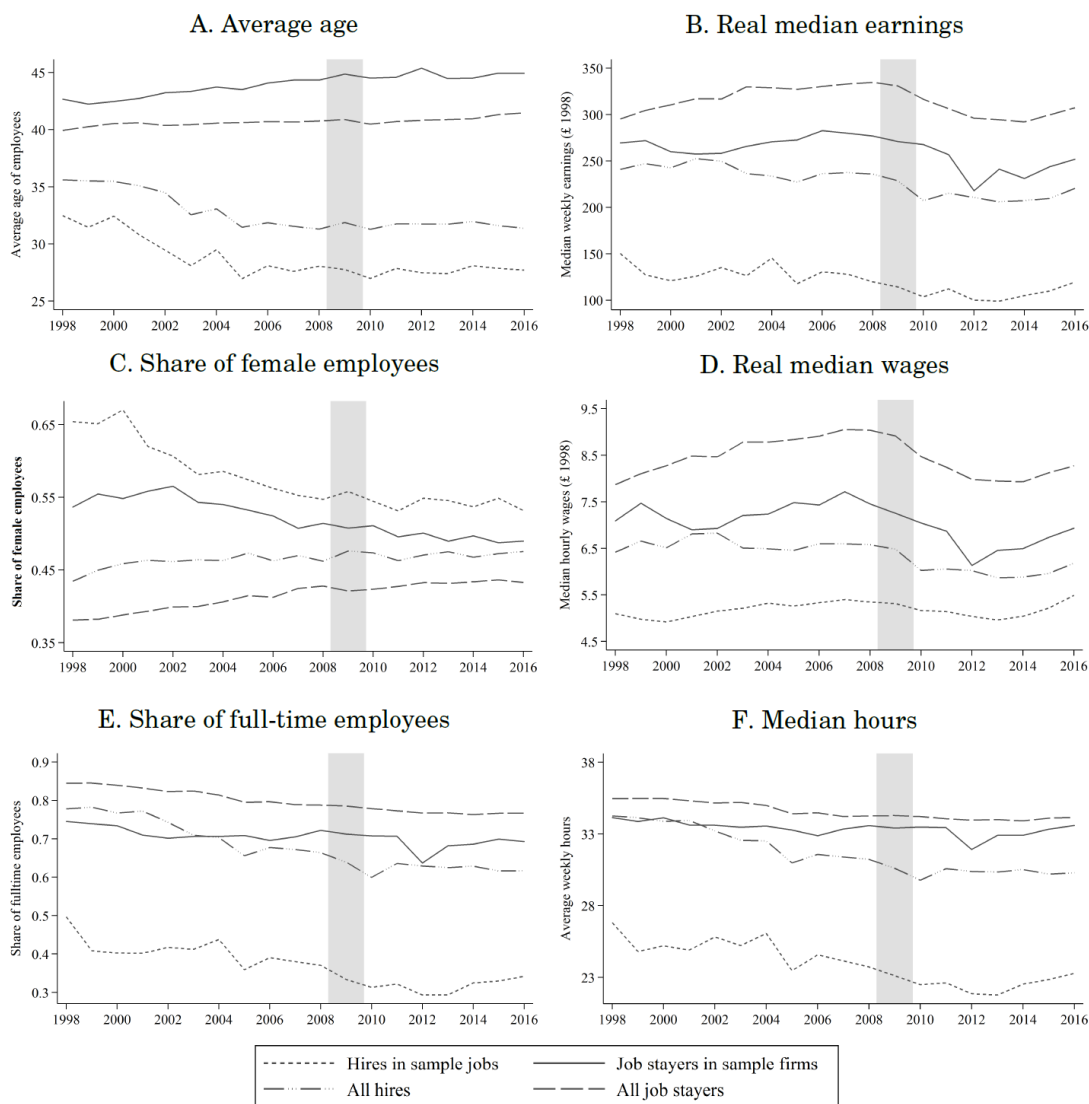 A. Average age
Average age of employees
45
40
35
30
25
1998 2000 2002 2004 2006 2008 2010 2012 2014 2016
B. Real median earnings
Median weekly earnings (£ 1998)
350
300
250
200
150
100
1998 2000 2002 2004 2006 2008 2010 2012 2014 2016
C. Share of female employees
Share of female employees
0.65
0.55
0.45
0.35
1998 2000 2002 2004 2006 2008 2010 2012 2014 2016
D. Real median wages
Median hourly wages (£ 1998)
9.5
8.5
7.5
6.5
5.5
4.5
1998 2000 2002 2004 2006 2008 2010 2012 2014 2016
E. Share of full-time employees
Share of fulltime employees
0.9
0.8
0.7
0.6
0.5
0.4
0.3
1998 2000 2002 2004 2006 2008 2010 2012 2014 2016
F. Median hours
Average weekly hours
38
33
28
23
1998 2000 2002 2004 2006 2008 2010 2012 2014 2016
Hires in sample jobs Job stayers in sample firms
All hires All job stayers